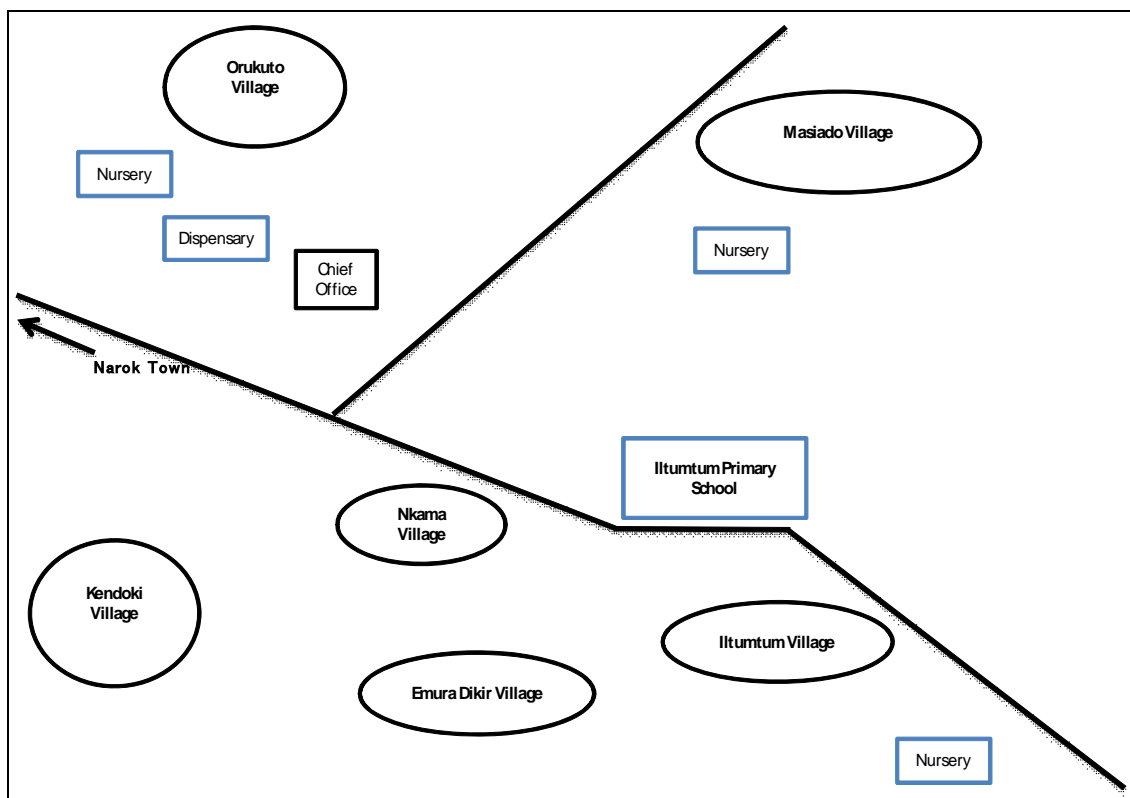 Orukuto
Village
Masiado Village
Nursery
Dispensary
Nursery
Chief
Office
Narok Town
Iltumtum Primary
School
Nkama
Village
Kendoki
Village
Iltumtum Village
Emura Dikir Village
Nursery